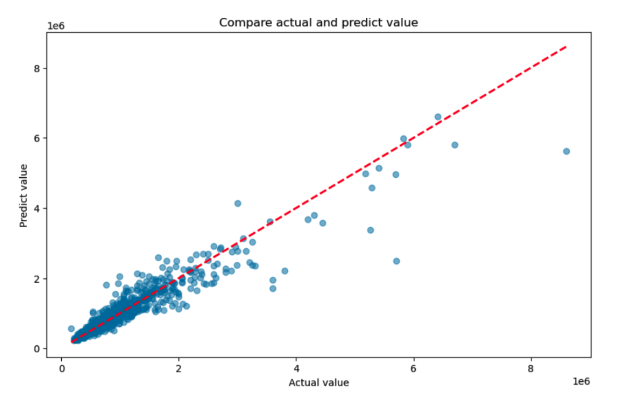 Compare actual and predict value
1e6
8
6
4
2
0
Predict value
0 2 4 6 8
Actual value
1e6